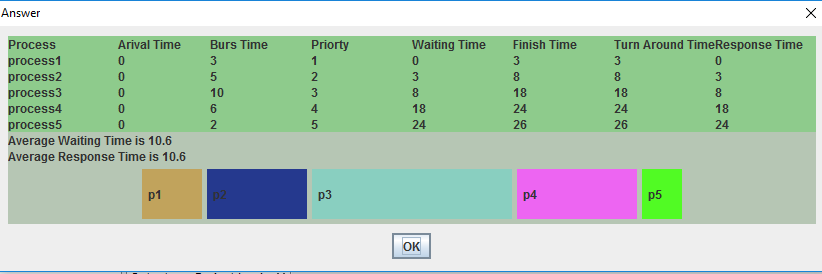 Answer
Process Arival Time Burs Time Priorty Waiting Time Finish Time Turn Around Time Response Time
process1 0 3 1 0 3 3 0
process2 0 5 2 3 8 8 3
process3 0 10 3 8 18 18 8
process4 0 6 4 18 24 24 18
process5 0 2 5 24 26 26 24
Average Waiting Time is 10.6
Average Response Time is 10.6
p1 p2 p3 p4 p5
OK